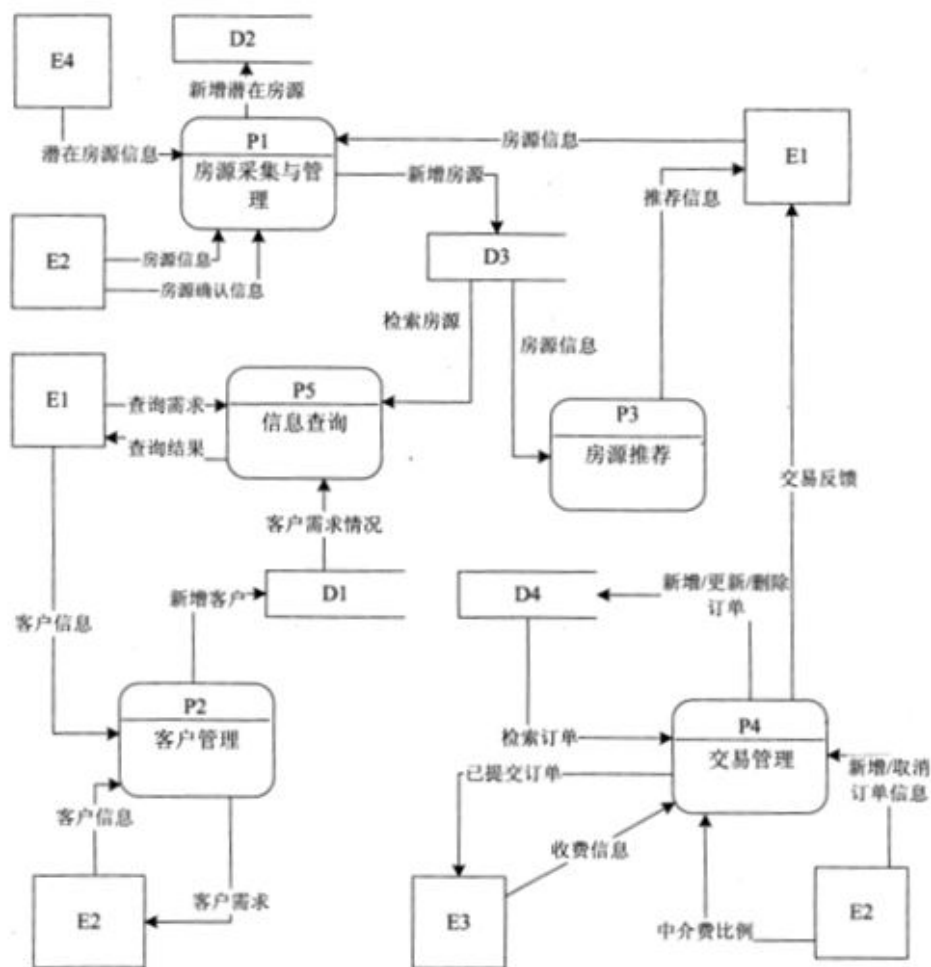 E4
D2
新增潜在房源
潜在房源信息
P1
房源采集与管
理
房源信息
E1
新增房源
推荐信息
E2
房源信息
房源确认信息
D3
检索房源
房源信息
E1
查询需求
查询结果
P5
信息查询
P3
房源推荐
交易反馈
客户需求情况
新增客户
D1
D4
新增/更新/删除
订单
客户信息
P2
客户管理
检索订单
已提交订单
P4
交易管理
新增/取消
订单信息
客户信息
收费信息
E2
客户需求
E3
中介费比例
E2